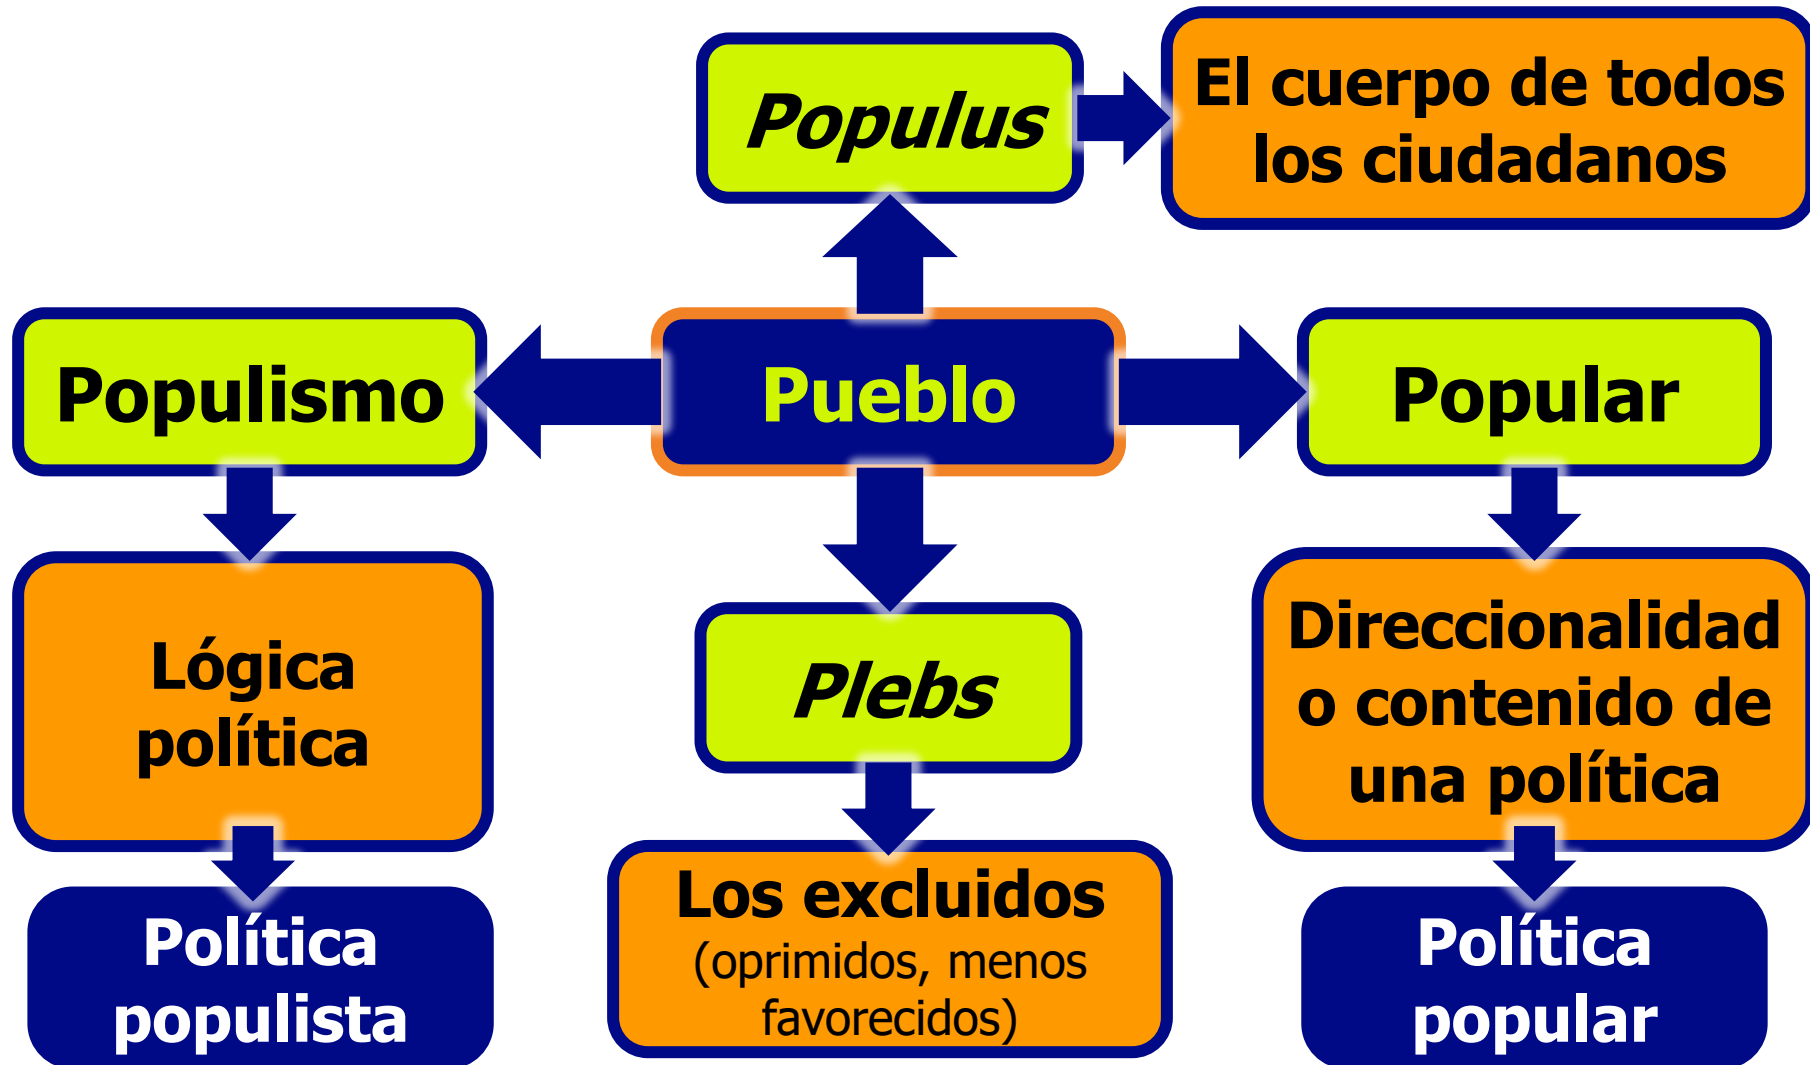 Populus
El cuerpo de todos
los ciudadanos
Populismo
Pueblo
Popular
Lógica
política
Plebs
Direccionalidad
o contenido de
una política
Política
populista
Los excluidos
(oprimidos, menos
favorecidos)
Política
popular